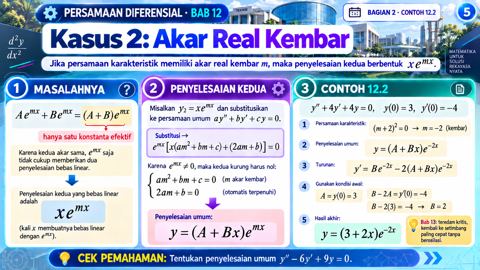 PERSAMAAN DIFERENSIAL • BAB 12
BAGIAN 2 • CONTOH 12.2
5
d²y
dx²
Kasus 2: Akar Real Kembar
MATEMATIKA
UNTUK
SOLUSI
REKAYASA
NYATA
Jika persamaan karakteristik memiliki akar real kembar m, maka penyelesaian kedua berbentuk xe^{mx}.
1 MASALAHNYA ?
Ae^{mx} + Be^{mx} = (A + B)e^{mx}
hanya satu konstanta efektif
Karena kedua akar sama, e^{mx} saja
tidak cukup memberikan dua
penyelesaian bebas linear.
Penyelesaian kedua yang bebas linear
adalah
xe^{mx}
(kali x membuatnya bebas linear
dengan e^{mx}).
2 PENYELESAIAN KEDUA
Misalkan y₂ = xe^{mx} dan substitusikan
ke persamaan umum ay″ + by′ + cy = 0.
Substitusi →
e^{mx}[x(am² + bm + c) + (2am + b)] = 0
Karena e^{mx} ≠ 0, maka kedua kurung harus nol:
{ am² + bm + c = 0 (m akar kembar)
2am + b = 0 (otomatis terpenuhi)
Penyelesaian umum:
y = (A + Bx)e^{mx}
3 CONTOH 12.2
y″ + 4y′ + 4y = 0, y(0) = 3, y′(0) = −4
1 Persamaan karakteristik:
(m + 2)² = 0 → m = −2 (kembar)
2 Penyelesaian umum:
y = (A + Bx)e^{−2x}
3 Turunan:
y′ = Be^{−2x} − 2(A + Bx)e^{−2x}
4 Gunakan kondisi awal:
A = y(0) = 3
B − 2A = y′(0) = −4
B − 2(3) = −4 → B = 2
5 Hasil akhir:
y = (3 + 2x)e^{−2x}
Bab 13: teredam kritis,
kembali ke setimbang
paling cepat tanpa
berosilasi.
CEK PEMAHAMAN: Tentukan penyelesaian umum y″ − 6y′ + 9y = 0.